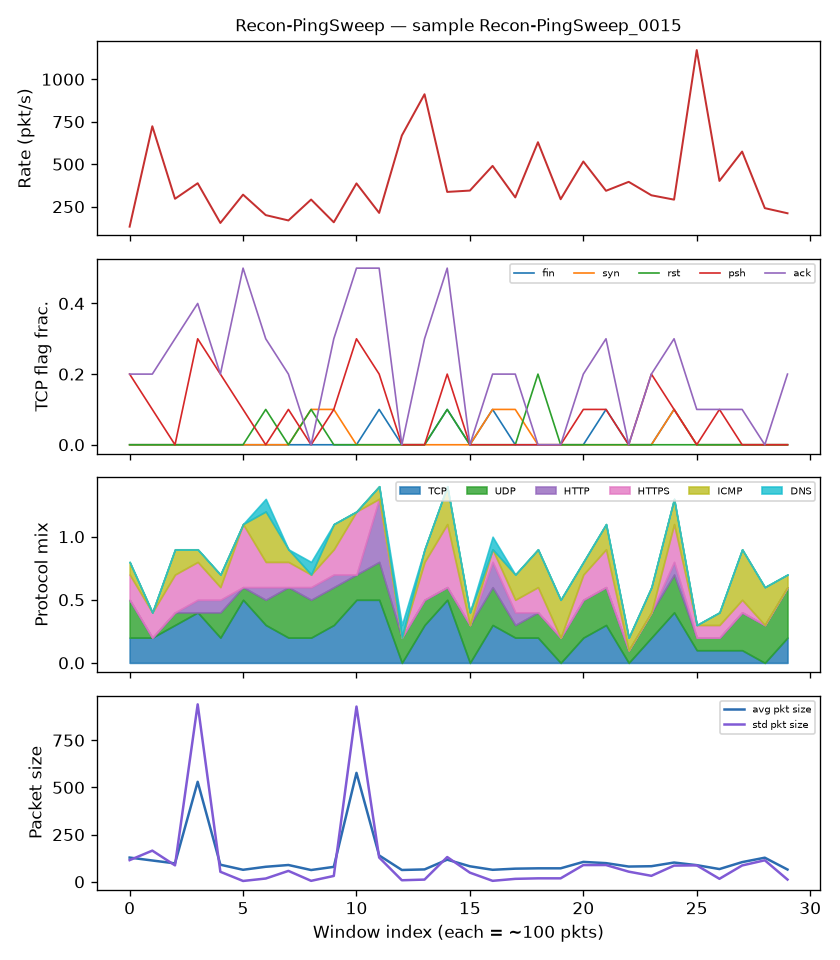 Recon-PingSweep — sample Recon-PingSweep_0015
Rate (pkt/s)
1000
750
500
250
TCP flag frac.
0.4
0.2
0.0
fin syn rst psh ack
Protocol mix
1.0
0.5
0.0
TCP UDP HTTP HTTPS ICMP DNS
Packet size
750
500
250
0
avg pkt size
std pkt size
0 5 10 15 20 25 30
Window index (each = ~100 pkts)